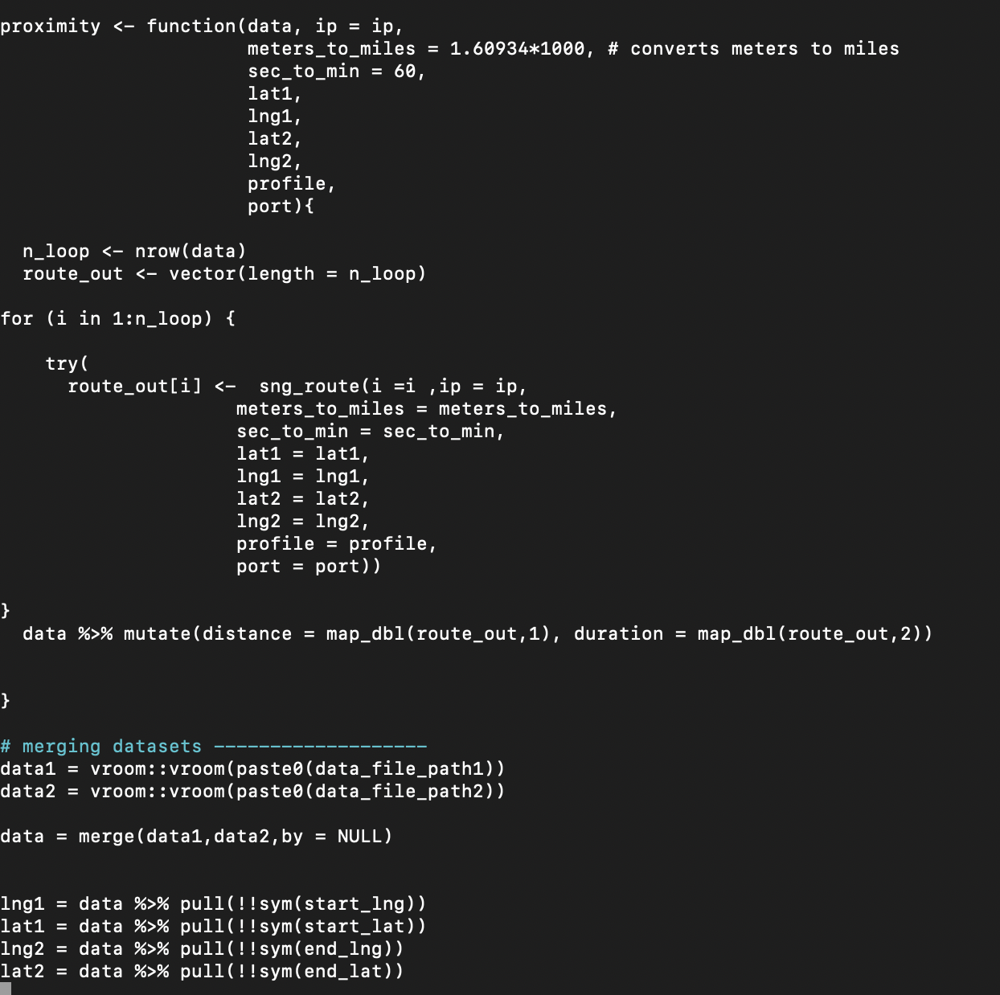 proximity <- function(data, ip = ip,
                      meters_to_miles = 1.60934*1000, # converts meters to miles
                      sec_to_min = 60,
                      lat1,
                      lng1,
                      lat2,
                      lng2,
                      profile,
                      port){
  n_loop <- nrow(data)
  route_out <- vector(length = n_loop)
for (i in 1:n_loop) {
    try(
      route_out[i] <-  sng_route(i =i ,ip = ip,
                     meters_to_miles = meters_to_miles,
                     sec_to_min = sec_to_min,
                     lat1 = lat1,
                     lng1 = lng1,
                     lat2 = lat2,
                     lng2 = lng2,
                     profile = profile,
                     port = port))
}
  data %>% mutate(distance = map_dbl(route_out,1), duration = map_dbl(route_out,2))
}
# merging datasets -------------------
data1 = vroom::vroom(paste0(data_file_path1))
data2 = vroom::vroom(paste0(data_file_path2))
data = merge(data1,data2,by = NULL)
lng1 = data %>% pull(!!sym(start_lng))
lat1 = data %>% pull(!!sym(start_lat))
lng2 = data %>% pull(!!sym(end_lng))
lat2 = data %>% pull(!!sym(end_lat))